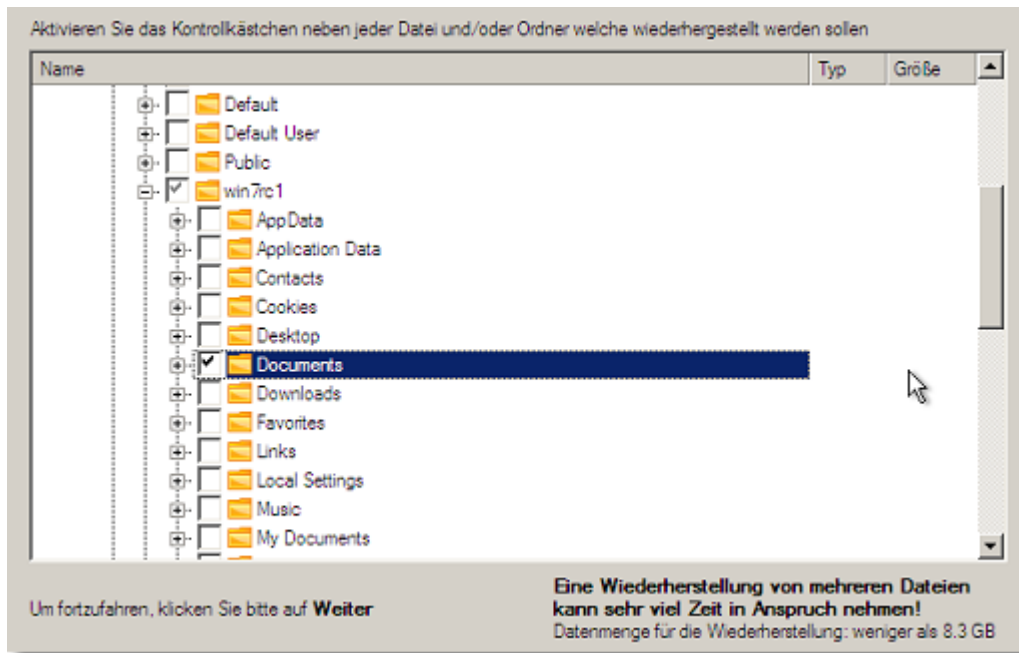 Aktivieren Sie das Kontrollkästchen neben jeder Datei und/oder Ordner welche wiederhergestellt werden sollen
Name Typ Größe
Default
Default User
Public
win7rc1
AppData
Application Data
Contacts
Cookies
Desktop
Documents
Downloads
Favorites
Links
Local Settings
Music
My Documents
Um fortzufahren, klicken Sie bitte auf Weiter
Eine Wiederherstellung von mehreren Dateien
kann sehr viel Zeit in Anspruch nehmen!
Datenmenge für die Wiederherstellung: weniger als 8.3 GB